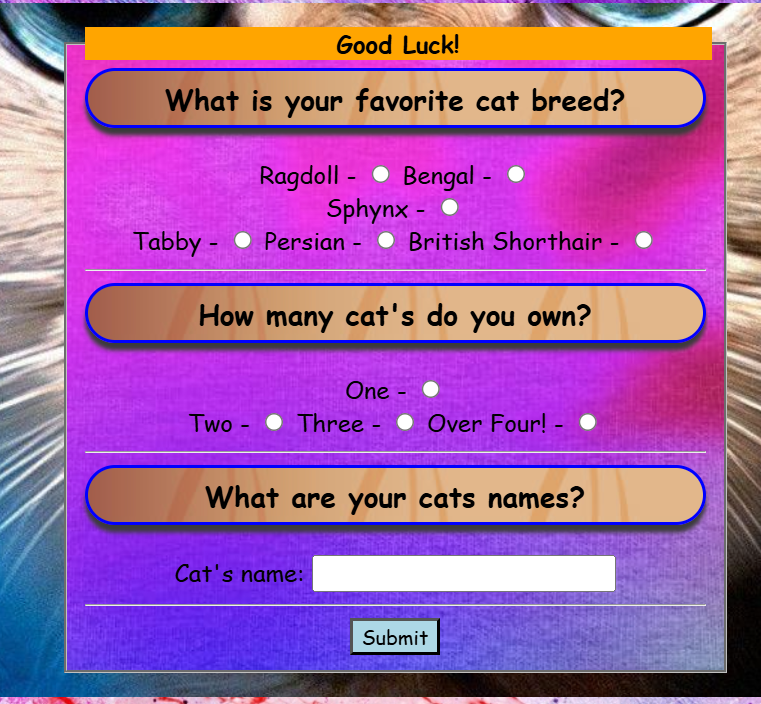 Good Luck!
What is your favorite cat breed?
Ragdoll - Bengal -
Sphynx -
Tabby - Persian - British Shorthair -
How many cat's do you own?
One -
Two - Three - Over Four! -
What are your cats names?
Cat's name:
Submit